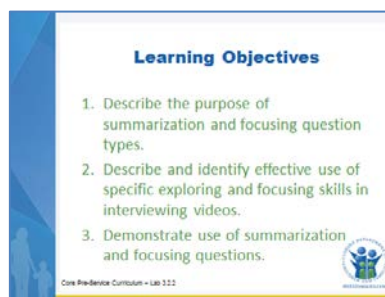 Learning Objectives
1. Describe the purpose of
summarization and focusing question
types.
2. Describe and identify effective use of
specific exploring and focusing skills in
interviewing videos.
3. Demonstrate use of summarization
and focusing questions.
Core Pre-Service Curriculum – Lab 3.2.2